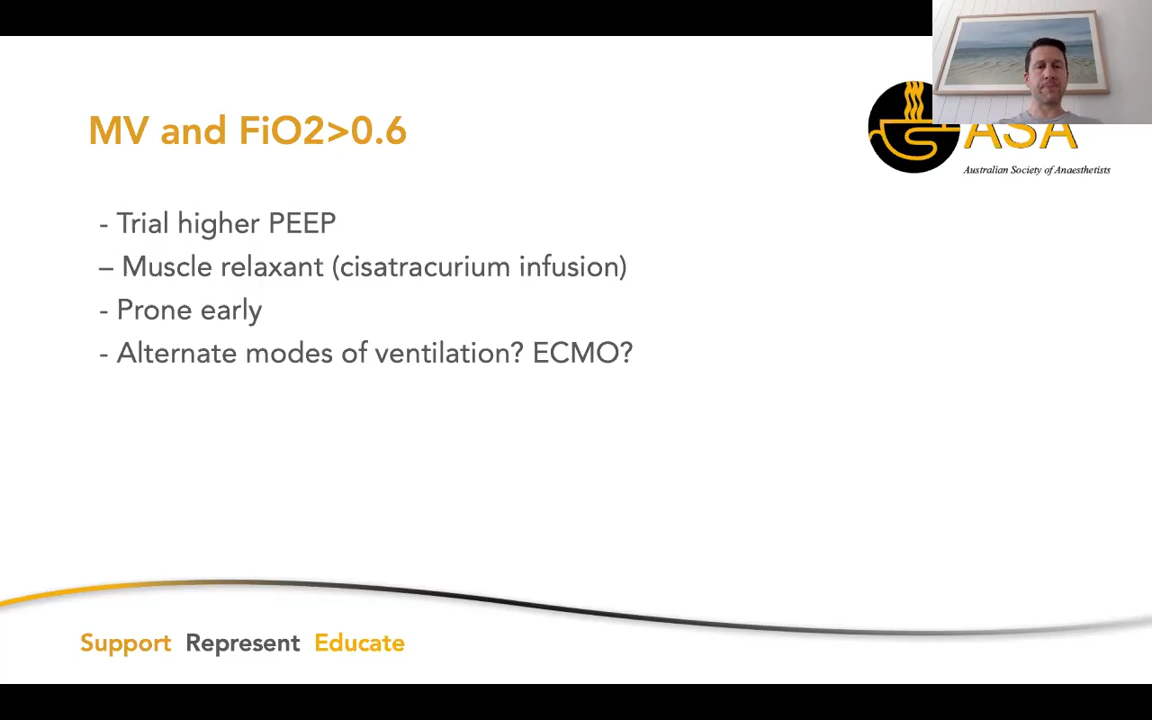 MV and FiO2>0.6
ASA
Australian Society of Anaesthetists
- Trial higher PEEP
– Muscle relaxant (cisatracurium infusion)
- Prone early
- Alternate modes of ventilation? ECMO?
Support Represent Educate